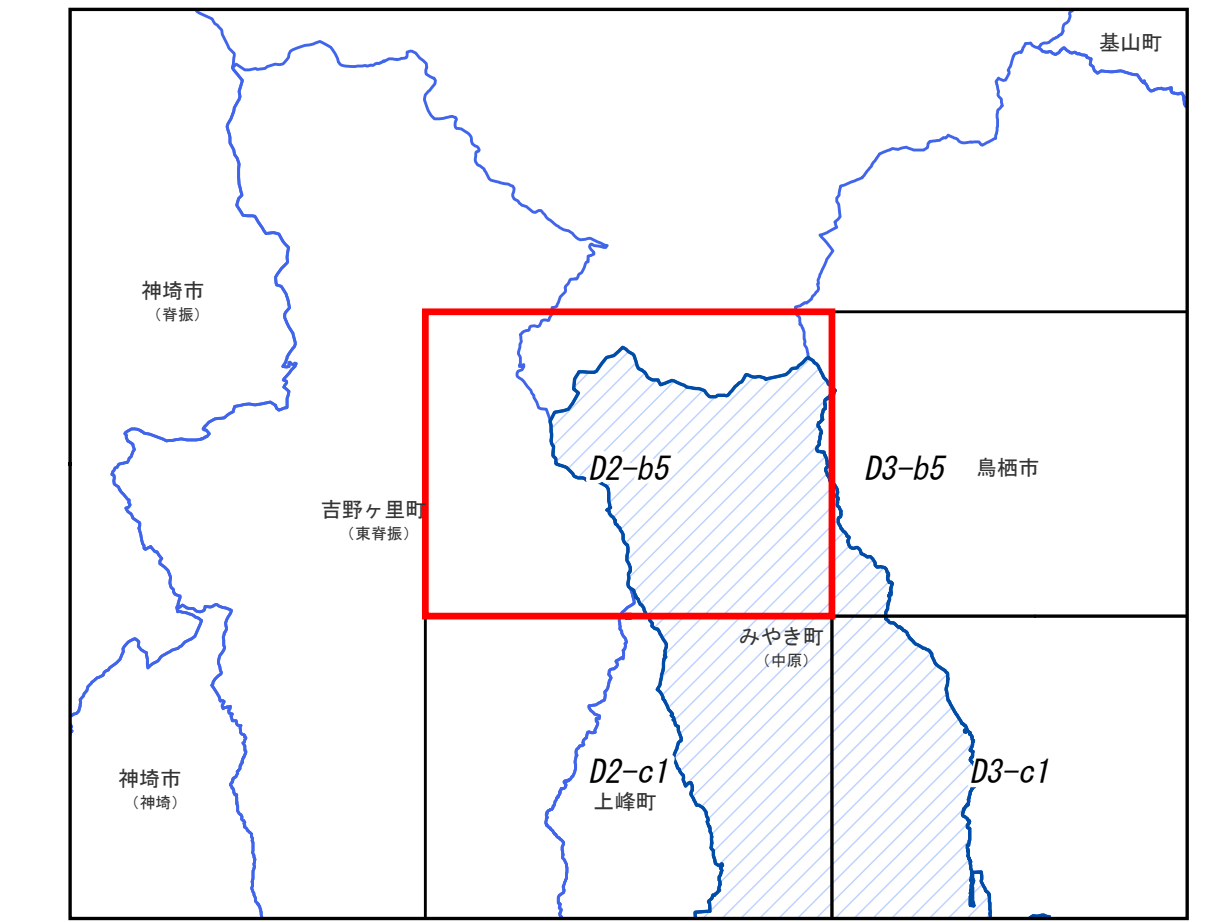 基山町
神埼市
（脊振）
D2-b5
D3-b5
鳥栖市
吉野ヶ里町
（東脊振）
みやき町
（中原）
D2-c1
D3-c1
神埼市
（神埼）
上峰町